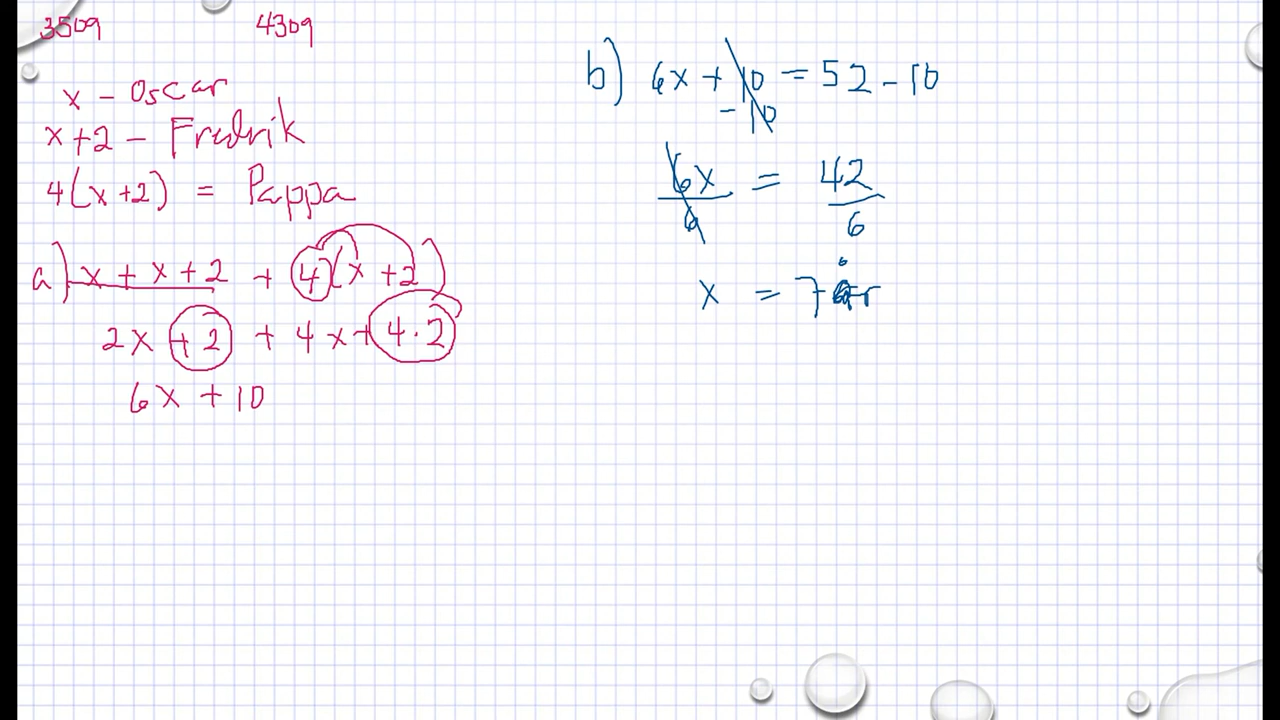 3509 4309
x - Oscar
x+2 - Fredrik
4(x+2) = Pappa
a) x + x + 2 + 4(x+2)
2x + 2 + 4x + 4·2
6x + 10
b) 6x + 10 = 52 - 10
-10
6x = 42
6 6
x = 7 år